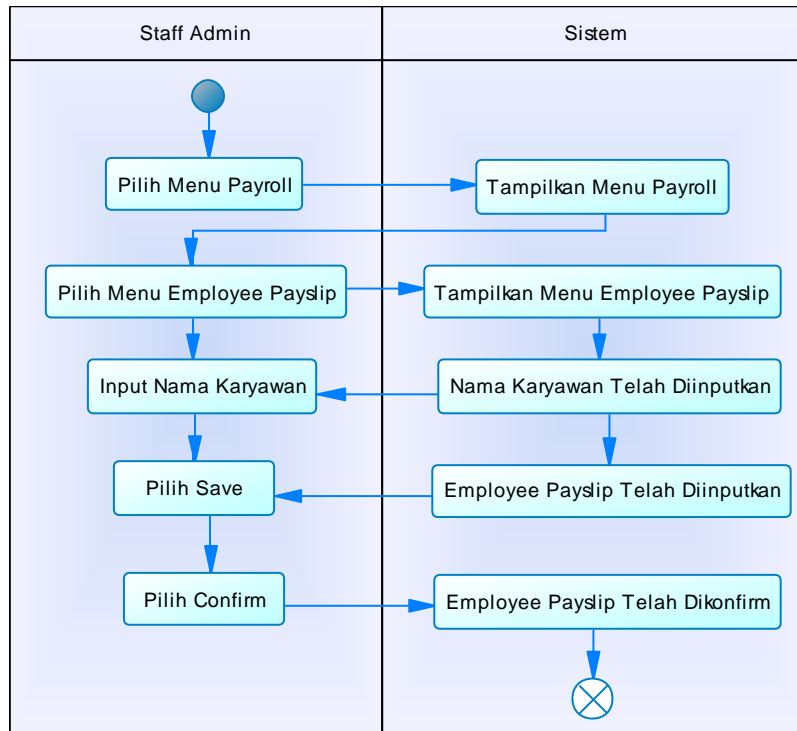 Staff Admin
Sistem
Pilih Menu Payroll
Tampilkan Menu Payroll
Pilih Menu Employee Payslip
Tampilkan Menu Employee Payslip
Input Nama Karyawan
Nama Karyawan Telah Diinputkan
Pilih Save
Employee Payslip Telah Diinputkan
Pilih Confirm
Employee Payslip Telah Dikonfirm